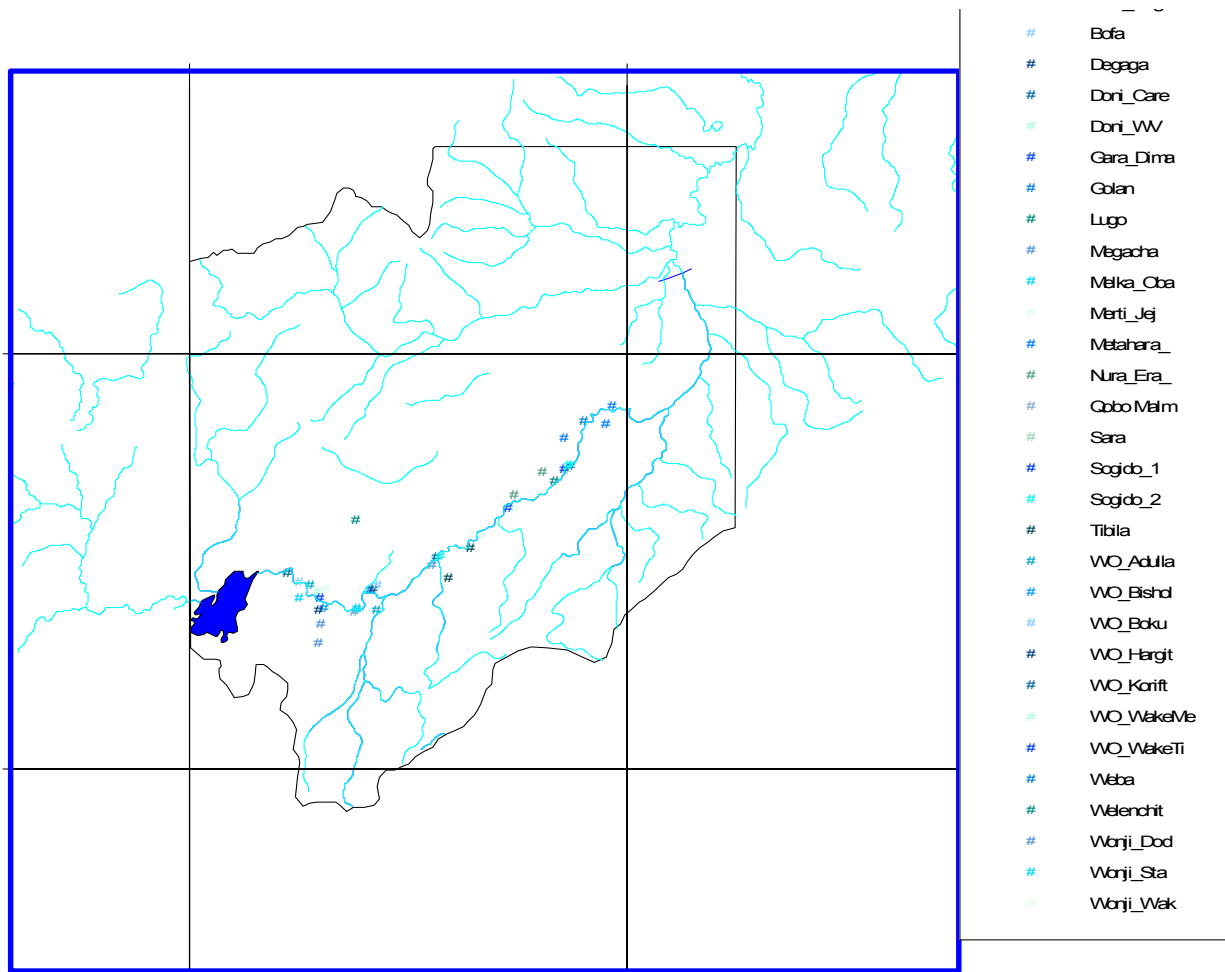 Bofa
# Degaga
# Doni_Care
# Doni_WV
# Gara_Dima
# Golan
# Lugo
# Megacha
# Melka_Oba
# Merti_Jej
# Metahara_
# Nura_Era_
# Qobo Malm
# Sara
# Sogido_1
# Sogido_2
# Tibila
# WO_Adulla
# WO_Bishol
# WO_Boku
# WO_Hargit
# WO_Korift
# WO_WakeMe
# WO_WakeTi
# Weba
# Welenchit
# Wonji_Dod
# Wonji_Sta
# Wonji_Wak